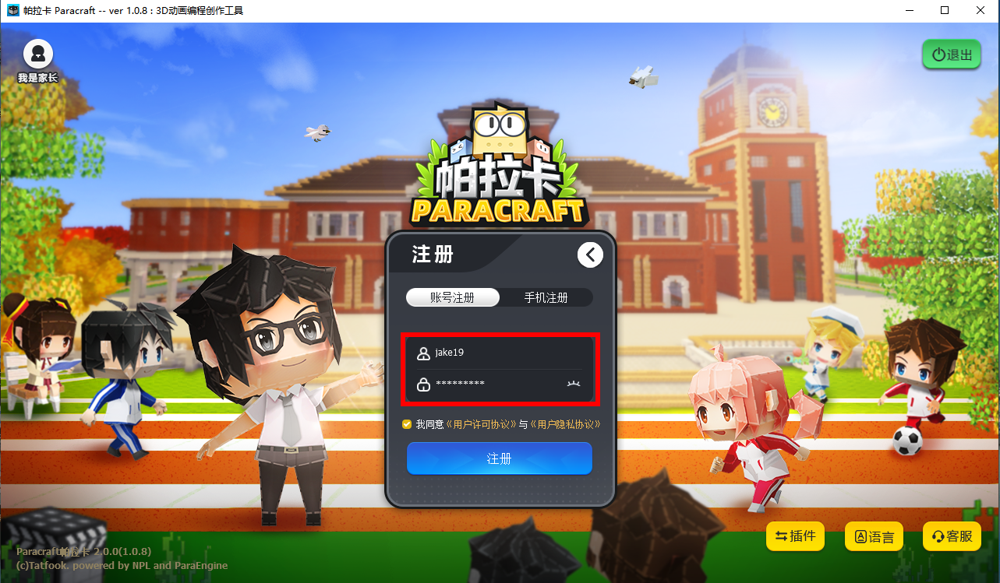 帕拉卡 Paracraft -- ver 1.0.8 : 3D动画编程创作工具
我是家长
退出
帕拉卡
PARACRAFT
注册
账号注册 手机注册
jake19
*********
我同意《用户许可协议》与《用户隐私协议》
注册
插件 语言 客服
Paracraft帕拉卡 2.0.0(1.0.8)
(c)Tatfook. powered by NPL and ParaEngine